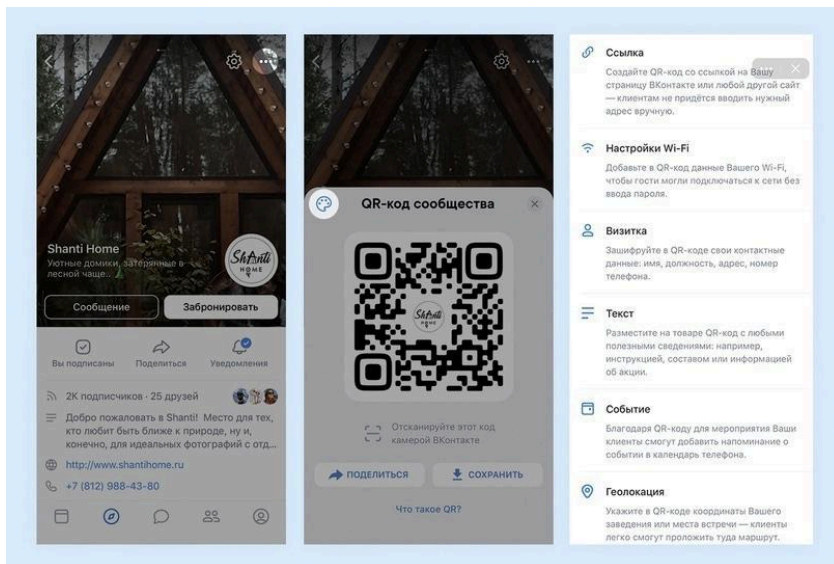 Shanti Home
Уютные домики, затерянные в
лесной чаще..
Shanti
HOME
Сообщение
Забронировать
Вы подписаны
Поделиться
Уведомления
2K подписчиков · 25 друзей
Добро пожаловать в Shanti! Место для тех,
кто любит быть ближе к природе, ну и,
конечно, для идеальных фотографий с отд...
http://www.shantihome.ru
+7 (812) 988-43-80
QR-код сообщества
Shanti
HOME
Отсканируйте этот код
камерой ВКонтакте
ПОДЕЛИТЬСЯ
СОХРАНИТЬ
Что такое QR?
Ссылка
Создайте QR-код со ссылкой на Вашу
страницу ВКонтакте или любой другой сайт
— клиентам не придётся вводить нужный
адрес вручную.
Настройки Wi-Fi
Добавьте в QR-код данные Вашего Wi-Fi,
чтобы гости могли подключаться к сети без
ввода пароля.
Визитка
Зашифруйте в QR-коде свои контактные
данные: имя, должность, адрес, номер
телефона.
Текст
Разместите на товаре QR-код с любыми
полезными сведениями: например,
инструкцией, составом или информацией
об акции.
Событие
Благодаря QR-коду для мероприятия Ваши
клиенты смогут добавить напоминание о
событии в календарь телефона.
Геолокация
Укажите в QR-коде координаты Вашего
заведения или места встречи — клиенты
легко смогут проложить туда маршрут.